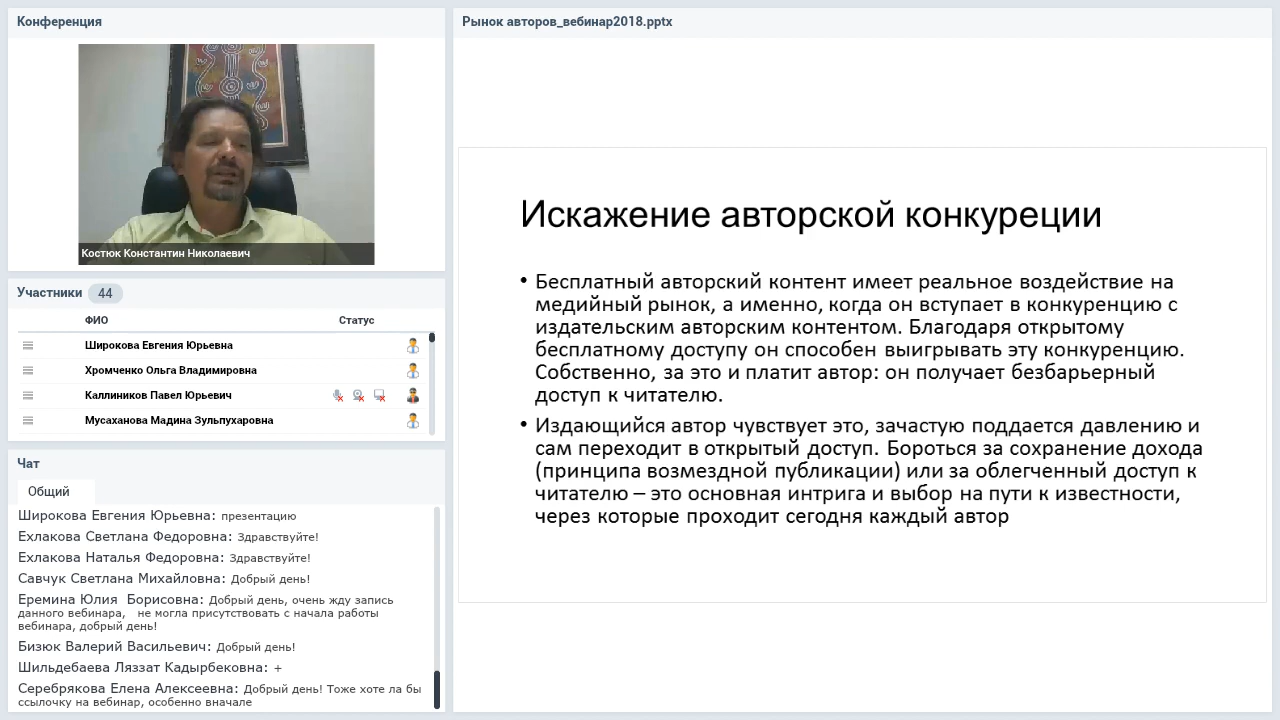 Конференция
Костюк Константин Николаевич
Участники 44
ФИО Статус
Широкова Евгения Юрьевна
Хромченко Ольга Владимировна
Каллиников Павел Юрьевич
Мусаханова Мадина Зульпухаровна
Чат
Общий
Широкова Евгения Юрьевна: презентацию
Ехлакова Светлана Федоровна: Здравствуйте!
Ехлакова Наталья Федоровна: Здравствуйте!
Савчук Светлана Михайловна: Добрый день!
Еремина Юлия Борисовна: Добрый день, очень жду запись
данного вебинара, не могла присутствовать с начала работы
вебинара, добрый день!
Бизюк Валерий Васильевич: Добрый день!
Шильдебаева Ляззат Кадырбековна: +
Серебрякова Елена Алексеевна: Добрый день! Тоже хоте ла бы
ссылочку на вебинар, особенно вначале
Рынок авторов_вебинар2018.pptx
Искажение авторской конкуреции
• Бесплатный авторский контент имеет реальное воздействие на
медийный рынок, а именно, когда он вступает в конкуренцию с
издательским авторским контентом. Благодаря открытому
бесплатному доступу он способен выигрывать эту конкуренцию.
Собственно, за это и платит автор: он получает безбарьерный
доступ к читателю.
• Издающийся автор чувствует это, зачастую поддается давлению и
сам переходит в открытый доступ. Бороться за сохранение дохода
(принципа возмездной публикации) или за облегченный доступ к
читателю – это основная интрига и выбор на пути к известности,
через которые проходит сегодня каждый автор